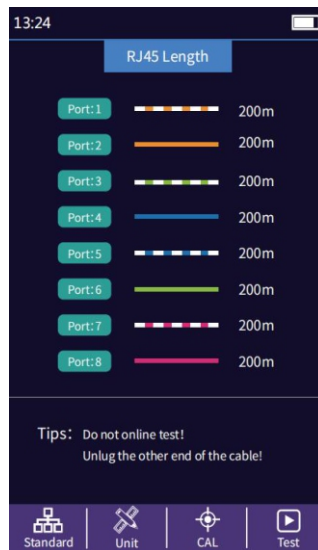 13:24
RJ45 Length
Port:1 200m
Port:2 200m
Port:3 200m
Port:4 200m
Port:5 200m
Port:6 200m
Port:7 200m
Port:8 200m
Tips: Do not online test!
Unlug the other end of the cable!
Standard Unit CAL Test